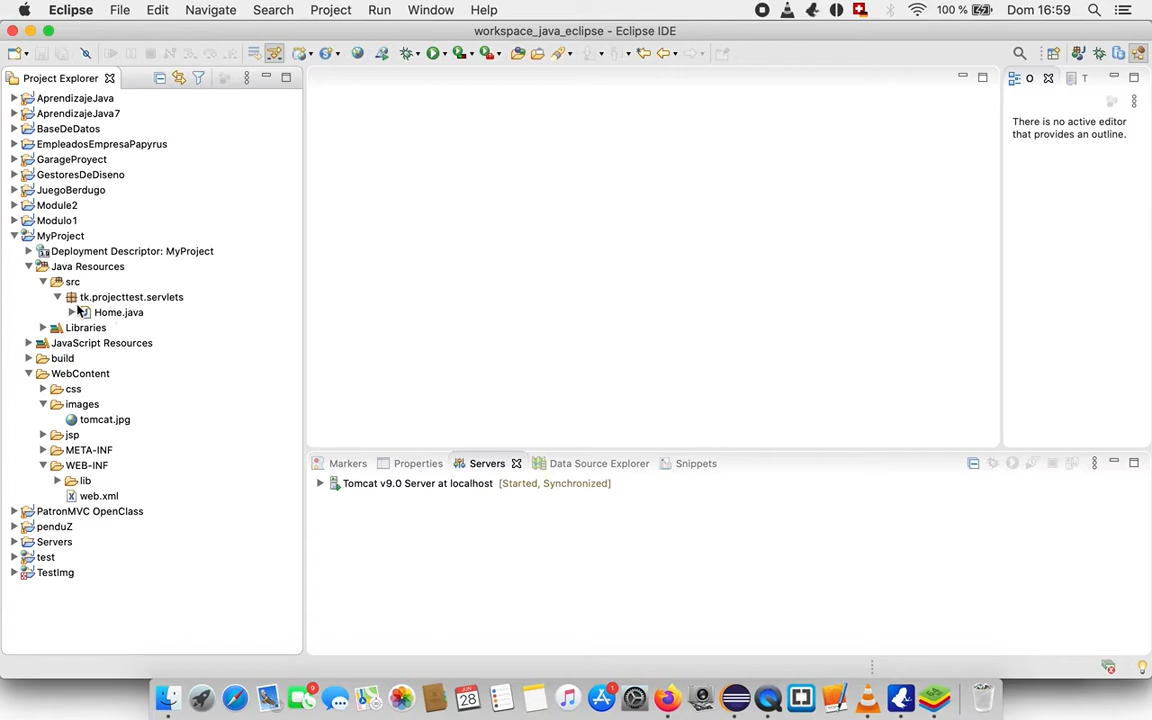 Eclipse File Edit Navigate Search Project Run Window Help 100 % Dom 16:59
workspace_java_eclipse - Eclipse IDE
Project Explorer
O T
AprendizajeJava
AprendizajeJava7
BaseDeDatos
EmpleadosEmpresaPapyrus
GarageProyect
GestoresDeDiseno
JuegoBerdugo
Module2
Modulo1
MyProject
Deployment Descriptor: MyProject
Java Resources
src
tk.projecttest.servlets
Home.java
Libraries
JavaScript Resources
build
WebContent
css
images
tomcat.jpg
jsp
META-INF
WEB-INF
lib
web.xml
PatronMVC OpenClass
penduZ
Servers
test
TestImg
There is no active editor
that provides an outline.
Markers Properties Servers Data Source Explorer Snippets
Tomcat v9.0 Server at localhost [Started, Synchronized]
9
JUN
28
1